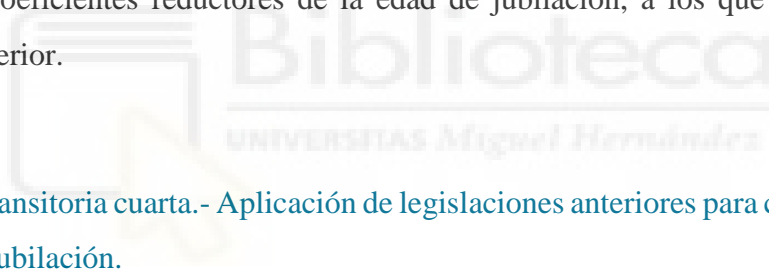 oeficientes reductores de la edad de jubilación, a los que
erior.
Biblioteca
UNIVERSITAS Miguel Hernández
ansitoria cuarta.- Aplicación de legislaciones anteriores para c
ubilación.